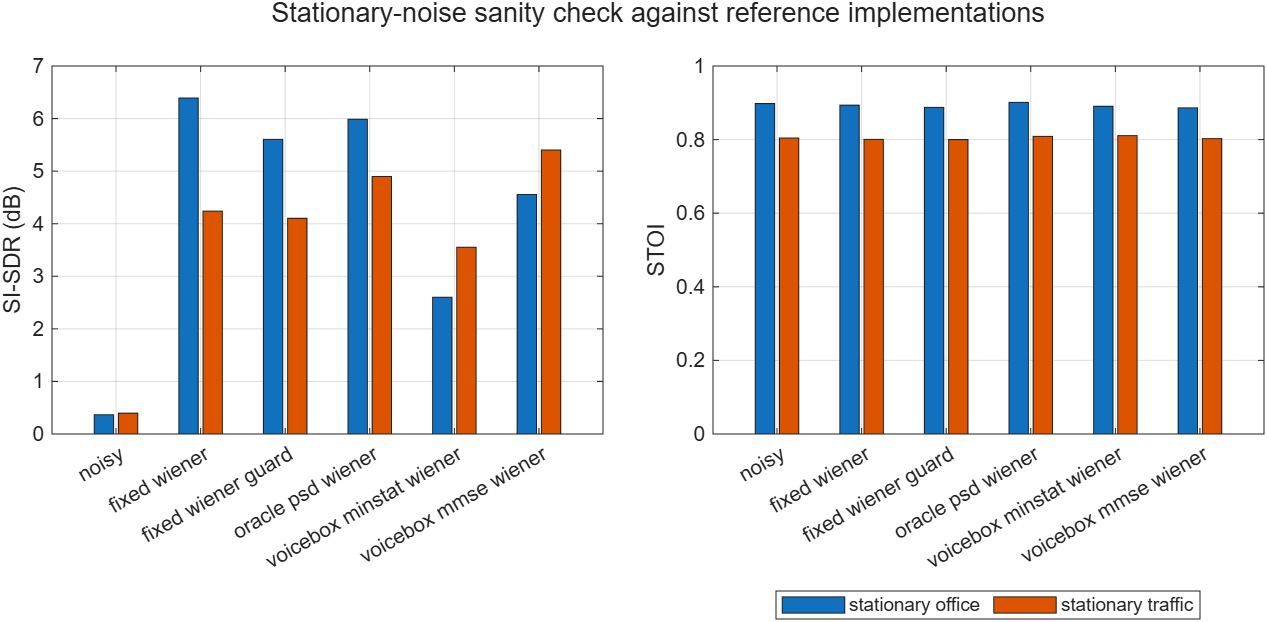 Stationary-noise sanity check against reference implementations
SI-SDR (dB)
7
6
5
4
3
2
1
0
noisy
fixed wiener
fixed wiener guard
oracle psd wiener
voicebox minstat wiener
voicebox mmse wiener
STOI
1
0.8
0.6
0.4
0.2
0
noisy
fixed wiener
fixed wiener guard
oracle psd wiener
voicebox minstat wiener
voicebox mmse wiener
stationary office
stationary traffic